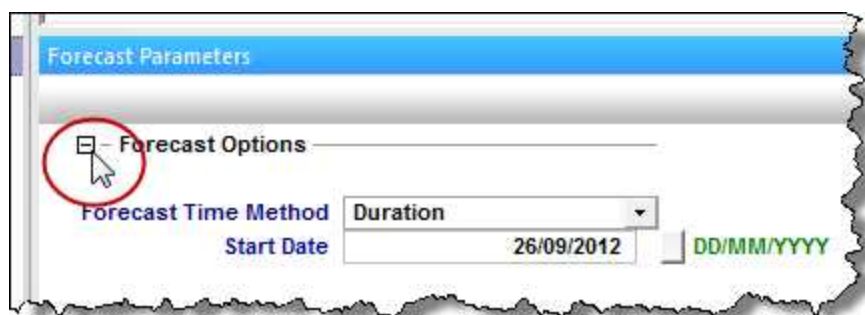 Forecast Parameters
Forecast Options
Forecast Time Method Duration
Start Date 26/09/2012 DD/MM/YYYY